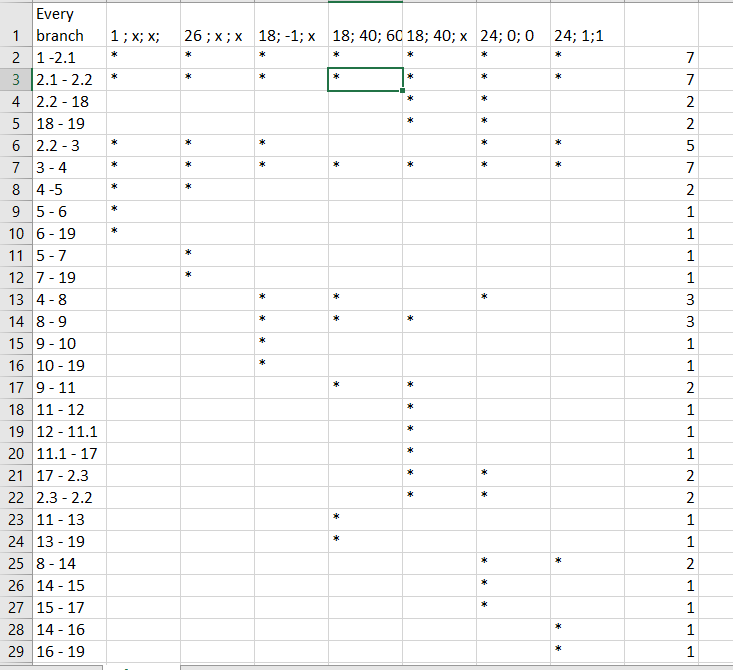 Every
1 branch 1 ; x; x; 26 ; x ; x 18; -1; x 18; 40; 60 18; 40; x 24; 0; 0 24; 1;1
2 1 -2.1 * * * * * * * 7
3 2.1 - 2.2 * * * * * * * 7
4 2.2 - 18 * * 2
5 18 - 19 * * 2
6 2.2 - 3 * * * * * 5
7 3 - 4 * * * * * * * 7
8 4 -5 * * 2
9 5 - 6 * 1
10 6 - 19 * 1
11 5 - 7 * 1
12 7 - 19 * 1
13 4 - 8 * * * 3
14 8 - 9 * * * 3
15 9 - 10 * 1
16 10 - 19 * 1
17 9 - 11 * * 2
18 11 - 12 * 1
19 12 - 11.1 * 1
20 11.1 - 17 * 1
21 17 - 2.3 * * 2
22 2.3 - 2.2 * * 2
23 11 - 13 * 1
24 13 - 19 * 1
25 8 - 14 * * 2
26 14 - 15 * 1
27 15 - 17 * 1
28 14 - 16 * 1
29 16 - 19 * 1